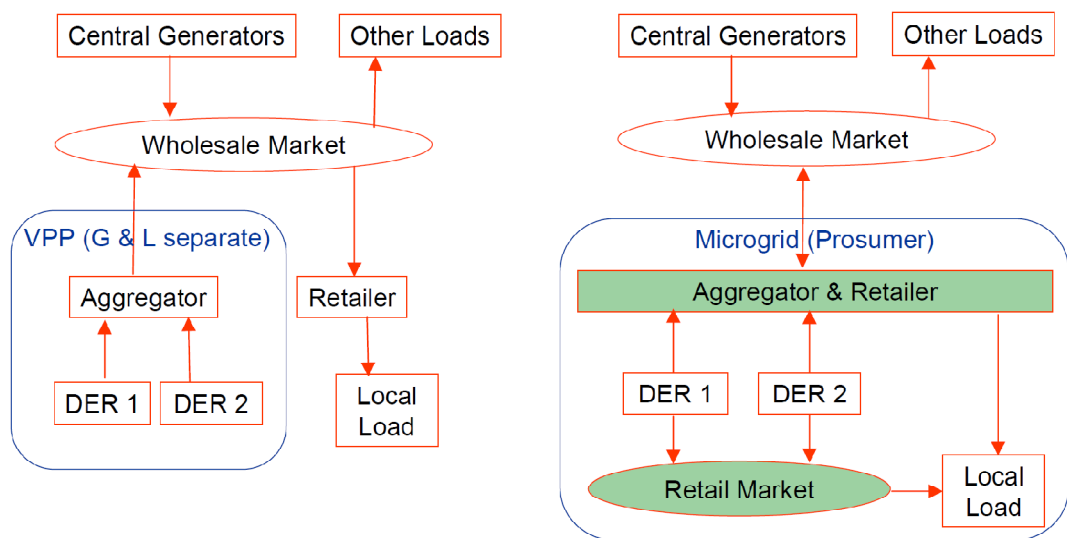 Central Generators
Other Loads
Wholesale Market
VPP (G & L separate)
Aggregator
Retailer
DER 1
DER 2
Local
Load
Central Generators
Other Loads
Wholesale Market
Microgrid (Prosumer)
Aggregator & Retailer
DER 1
DER 2
Retail Market
Local
Load